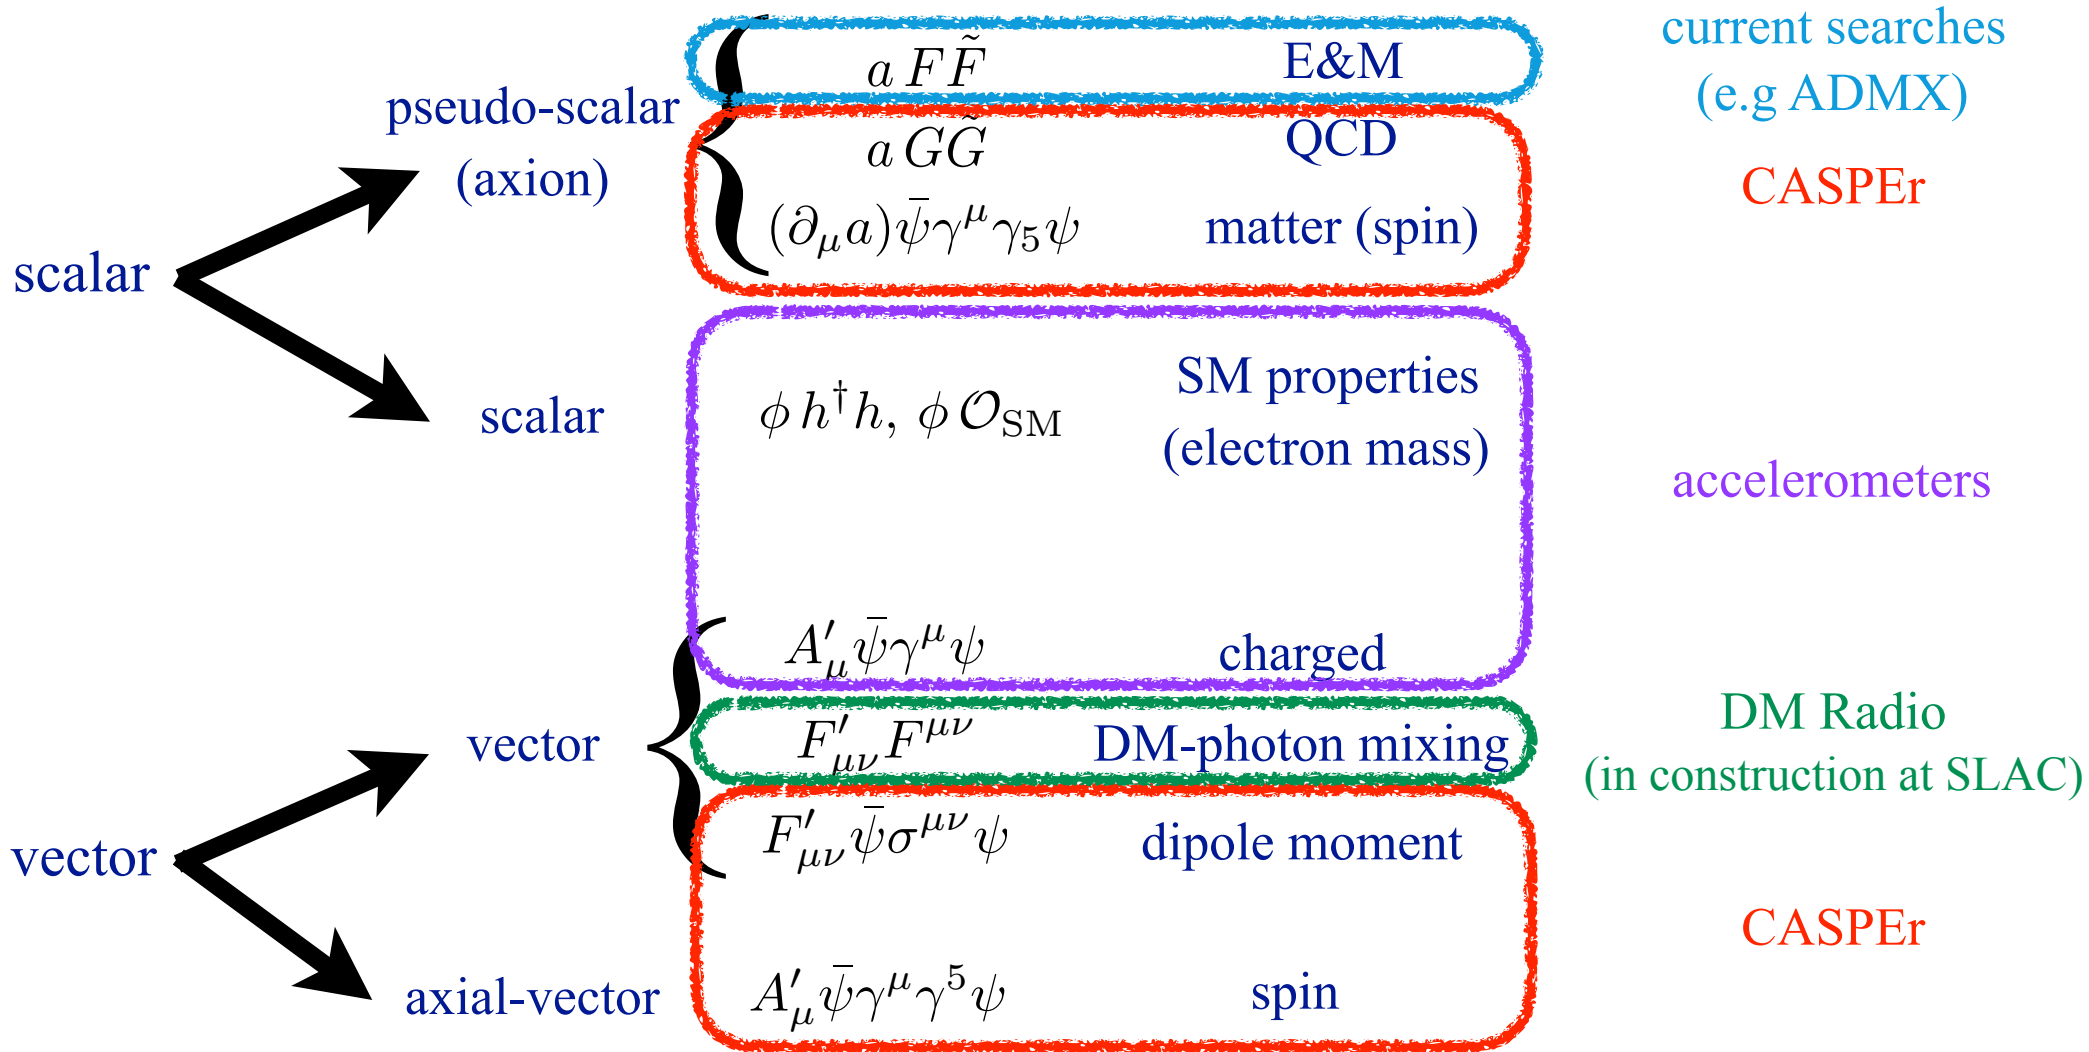 current searches
(e.g ADMX)
a F F̃ E&M
pseudo-scalar
(axion)
a G G̃ QCD
CASPEr
(∂_μ a) ψ̄ γ^μ γ_5 ψ matter (spin)
scalar
scalar
ϕ h†h, ϕ 𝒪_SM
SM properties
(electron mass)
accelerometers
A′_μ ψ̄ γ^μ ψ charged
vector
F′_μν F^μν DM-photon mixing
DM Radio
(in construction at SLAC)
F′_μν ψ̄ σ^μν ψ dipole moment
vector
CASPEr
axial-vector
A′_μ ψ̄ γ^μ γ^5 ψ spin